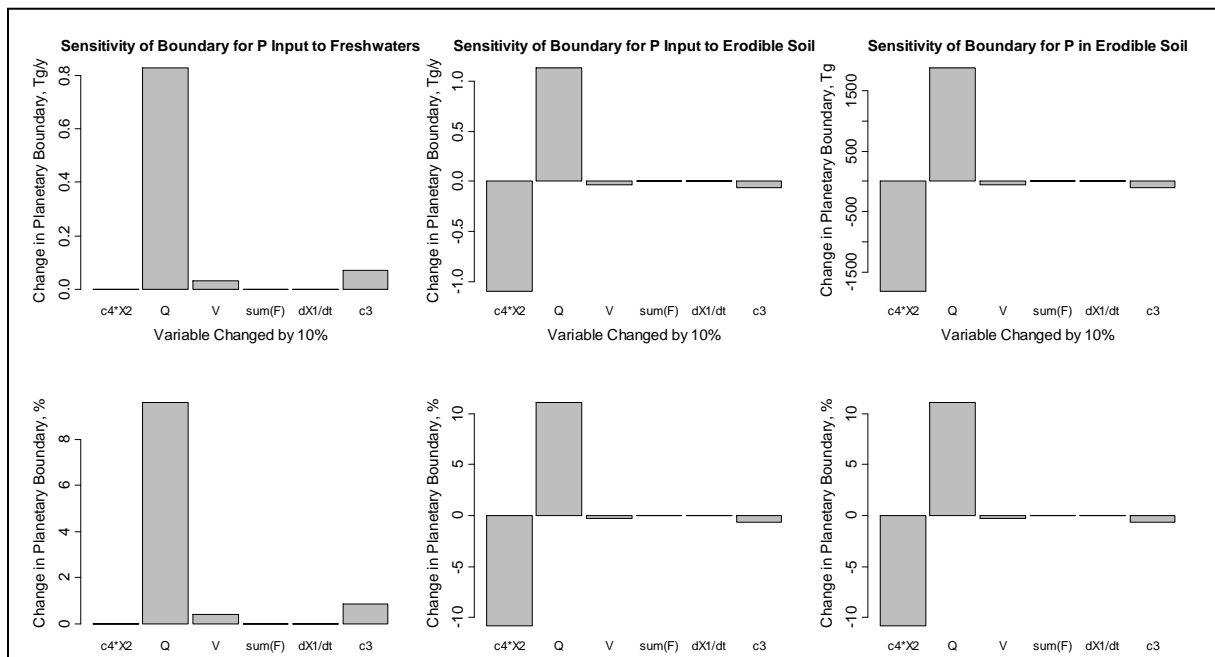 Sensitivity of Boundary for P Input to Freshwaters
Change in Planetary Boundary, Tg/y
0.8
0.6
0.4
0.2
0.0
c4*X2 Q V sum(F) dX1/dt c3
Variable Changed by 10%
Sensitivity of Boundary for P Input to Erodible Soil
Change in Planetary Boundary, Tg/y
1.0
0.5
0.0
-0.5
-1.0
c4*X2 Q V sum(F) dX1/dt c3
Variable Changed by 10%
Sensitivity of Boundary for P in Erodible Soil
Change in Planetary Boundary, Tg
1500
500
-500
-1500
c4*X2 Q V sum(F) dX1/dt c3
Variable Changed by 10%
Change in Planetary Boundary, %
8
6
4
2
0
c4*X2 Q V sum(F) dX1/dt c3
Change in Planetary Boundary, %
10
5
0
-5
-10
c4*X2 Q V sum(F) dX1/dt c3
Change in Planetary Boundary, %
10
5
0
-5
-10
c4*X2 Q V sum(F) dX1/dt c3